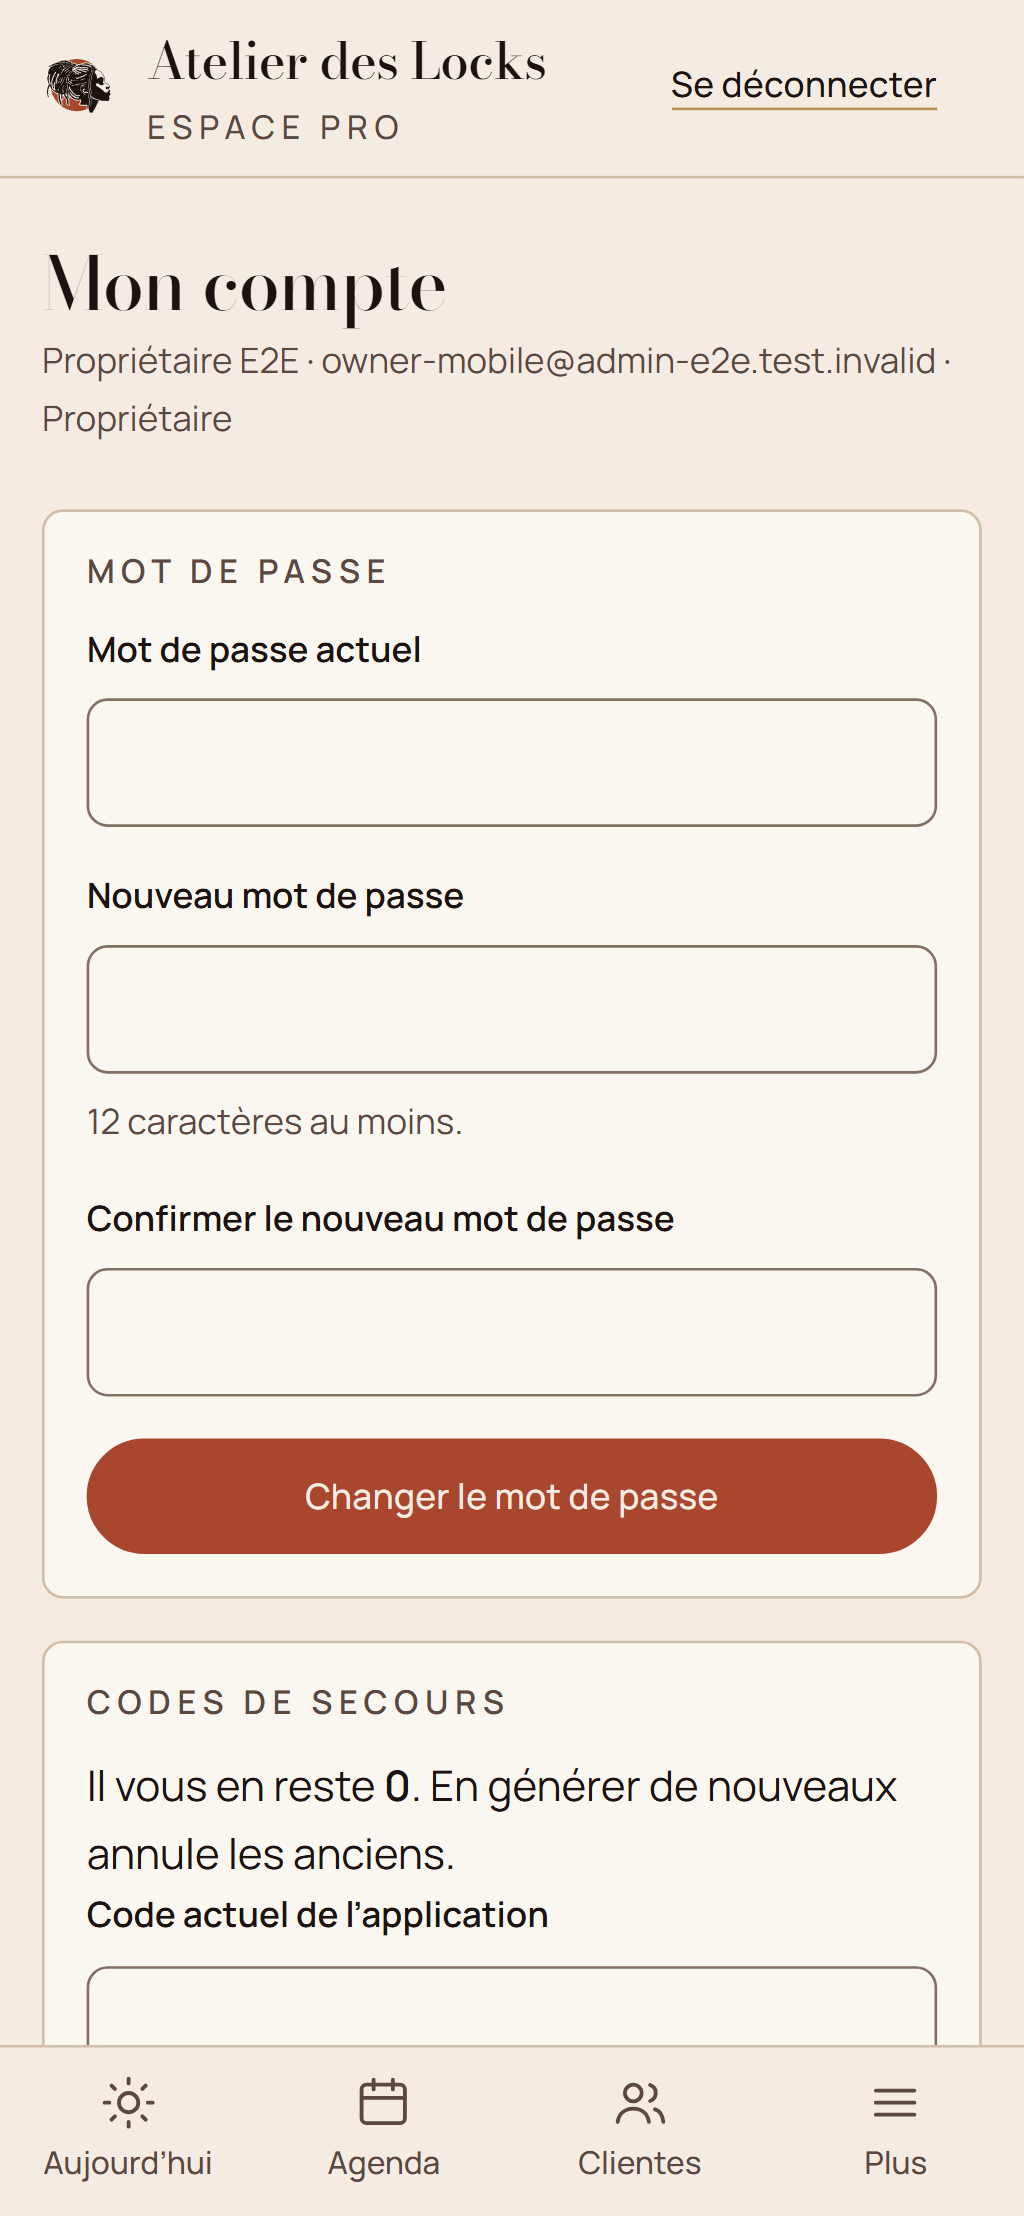 Atelier des Locks
ESPACE PRO
Se déconnecter
Mon compte
Propriétaire E2E · owner-mobile@admin-e2e.test.invalid ·
Propriétaire
MOT DE PASSE
Mot de passe actuel
Nouveau mot de passe
12 caractères au moins.
Confirmer le nouveau mot de passe
Changer le mot de passe
CODES DE SECOURS
Il vous en reste 0. En générer de nouveaux
annule les anciens.
Code actuel de l’application
Aujourd’hui
Agenda
Clientes
Plus